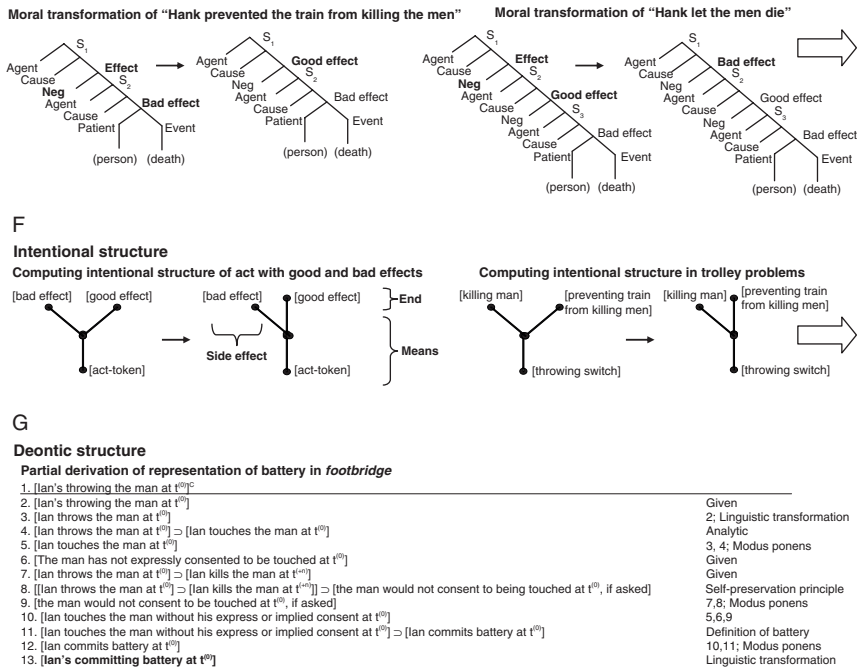 Moral transformation of “Hank prevented the train from killing the men”
S1
Agent
Cause
Neg
Effect
S2
Agent
Cause
Bad effect
Patient
Event
(person) (death)
S1
Agent
Cause
Neg
Good effect
S2
Agent
Cause
Bad effect
Patient
Event
(person) (death)
Moral transformation of “Hank let the men die”
S1
Agent
Cause
Neg
Effect
S2
Agent
Cause
Neg
Good effect
S3
Agent
Cause
Bad effect
Patient
Event
(person) (death)
S1
Agent
Cause
Neg
Bad effect
S2
Agent
Cause
Neg
Good effect
S3
Agent
Cause
Bad effect
Patient
Event
(person) (death)
F
Intentional structure
Computing intentional structure of act with good and bad effects
[bad effect] [good effect]
[act-token]
[bad effect] [good effect]
Side effect
[act-token]
End
Means
Computing intentional structure in trolley problems
[killing man] [preventing train
from killing men]
[throwing switch]
[killing man] [preventing train
from killing men]
[throwing switch]
G
Deontic structure
Partial derivation of representation of battery in footbridge
1. [Ian's throwing the man at t(0)]C
2. [Ian's throwing the man at t(0)] Given
3. [Ian throws the man at t(0)] 2; Linguistic transformation
4. [Ian throws the man at t(0)] ⊃ [Ian touches the man at t(0)] Analytic
5. [Ian touches the man at t(0)] 3, 4; Modus ponens
6. [The man has not expressly consented to be touched at t(0)] Given
7. [Ian throws the man at t(0)] ⊃ [Ian kills the man at t(+n)] Given
8. [[Ian throws the man at t(0)] ⊃ [Ian kills the man at t(+n)]] ⊃ [the man would not consent to being touched at t(0), if asked] Self-preservation principle
9. [the man would not consent to be touched at t(0), if asked] 7,8; Modus ponens
10. [Ian touches the man without his express or implied consent at t(0)] 5,6,9
11. [Ian touches the man without his express or implied consent at t(0)] ⊃ [Ian commits battery at t(0)] Definition of battery
12. [Ian commits battery at t(0)] 10,11; Modus ponens
13. [Ian's committing battery at t(0)] Linguistic transformation